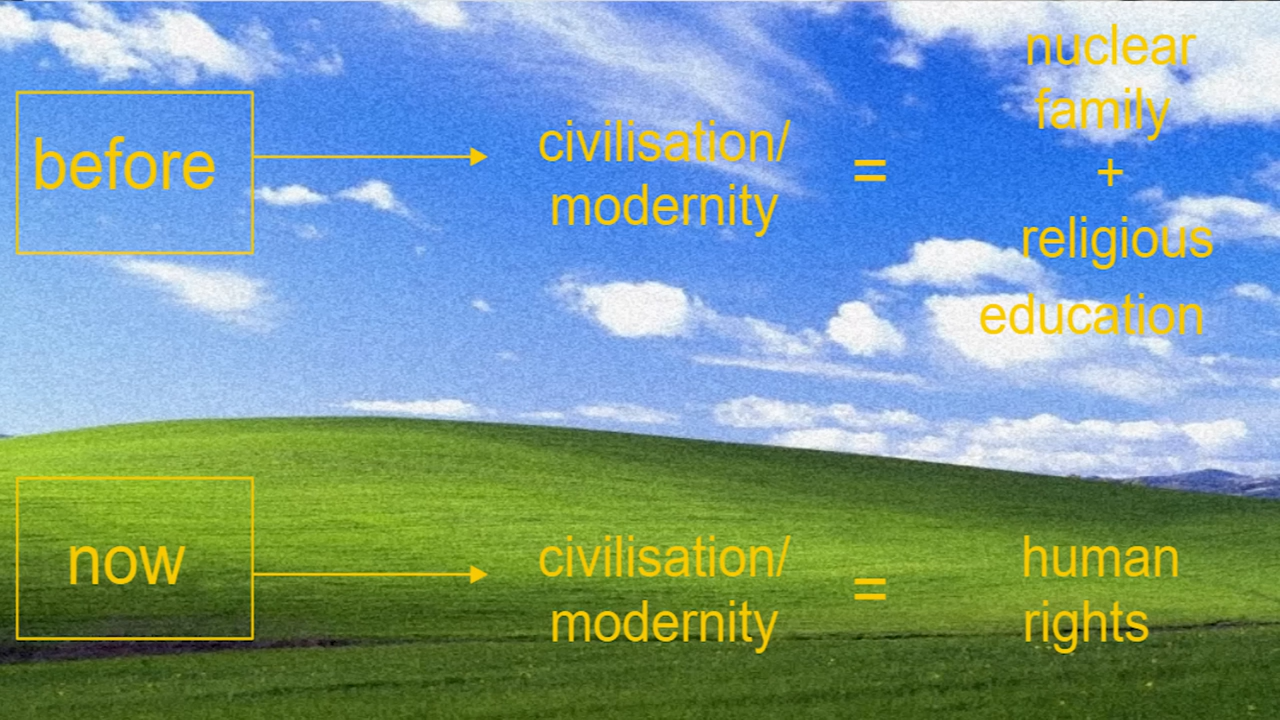 before
civilisation/
modernity
=
nuclear
family
+
religious
education
now
civilisation/
modernity
=
human
rights